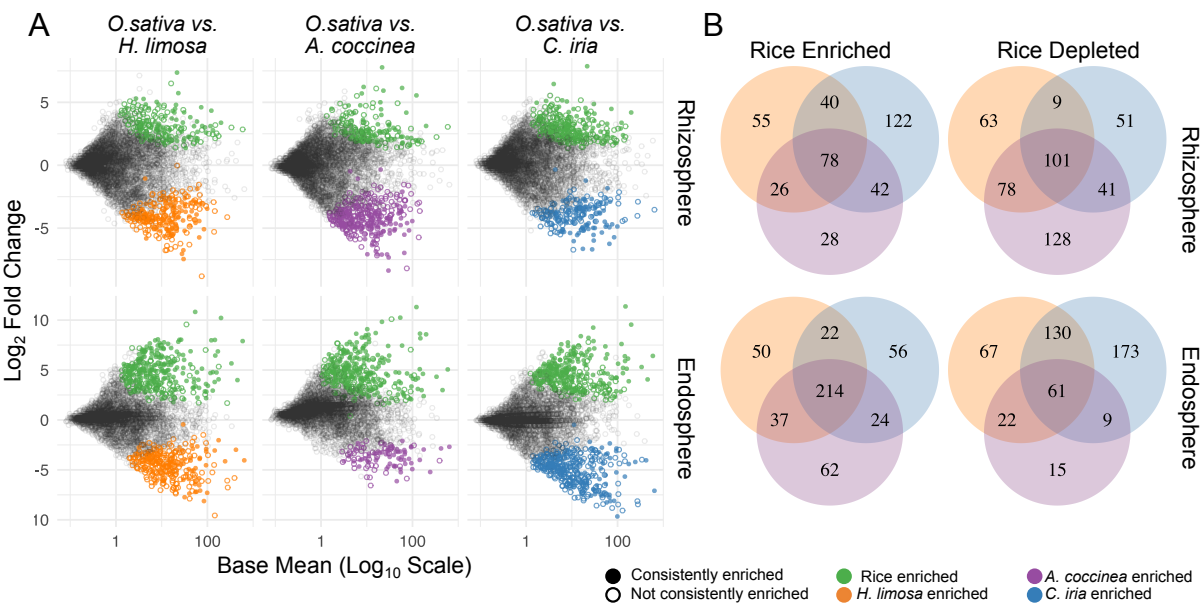 A
O.sativa vs.
H. limosa
O.sativa vs.
A. coccinea
O.sativa vs.
C. iria
B
Rice Enriched
Rice Depleted
Log2 Fold Change
5
0
-5
10
5
0
-5
10
1
100
1
100
1
100
Base Mean (Log10 Scale)
Rhizosphere
Endosphere
55
40
122
78
26
42
28
63
9
51
101
78
41
128
Rhizosphere
50
22
56
214
37
24
62
67
130
173
61
22
9
15
Endosphere
Consistently enriched
Not consistently enriched
Rice enriched
H. limosa enriched
A. coccinea enriched
C. iria enriched